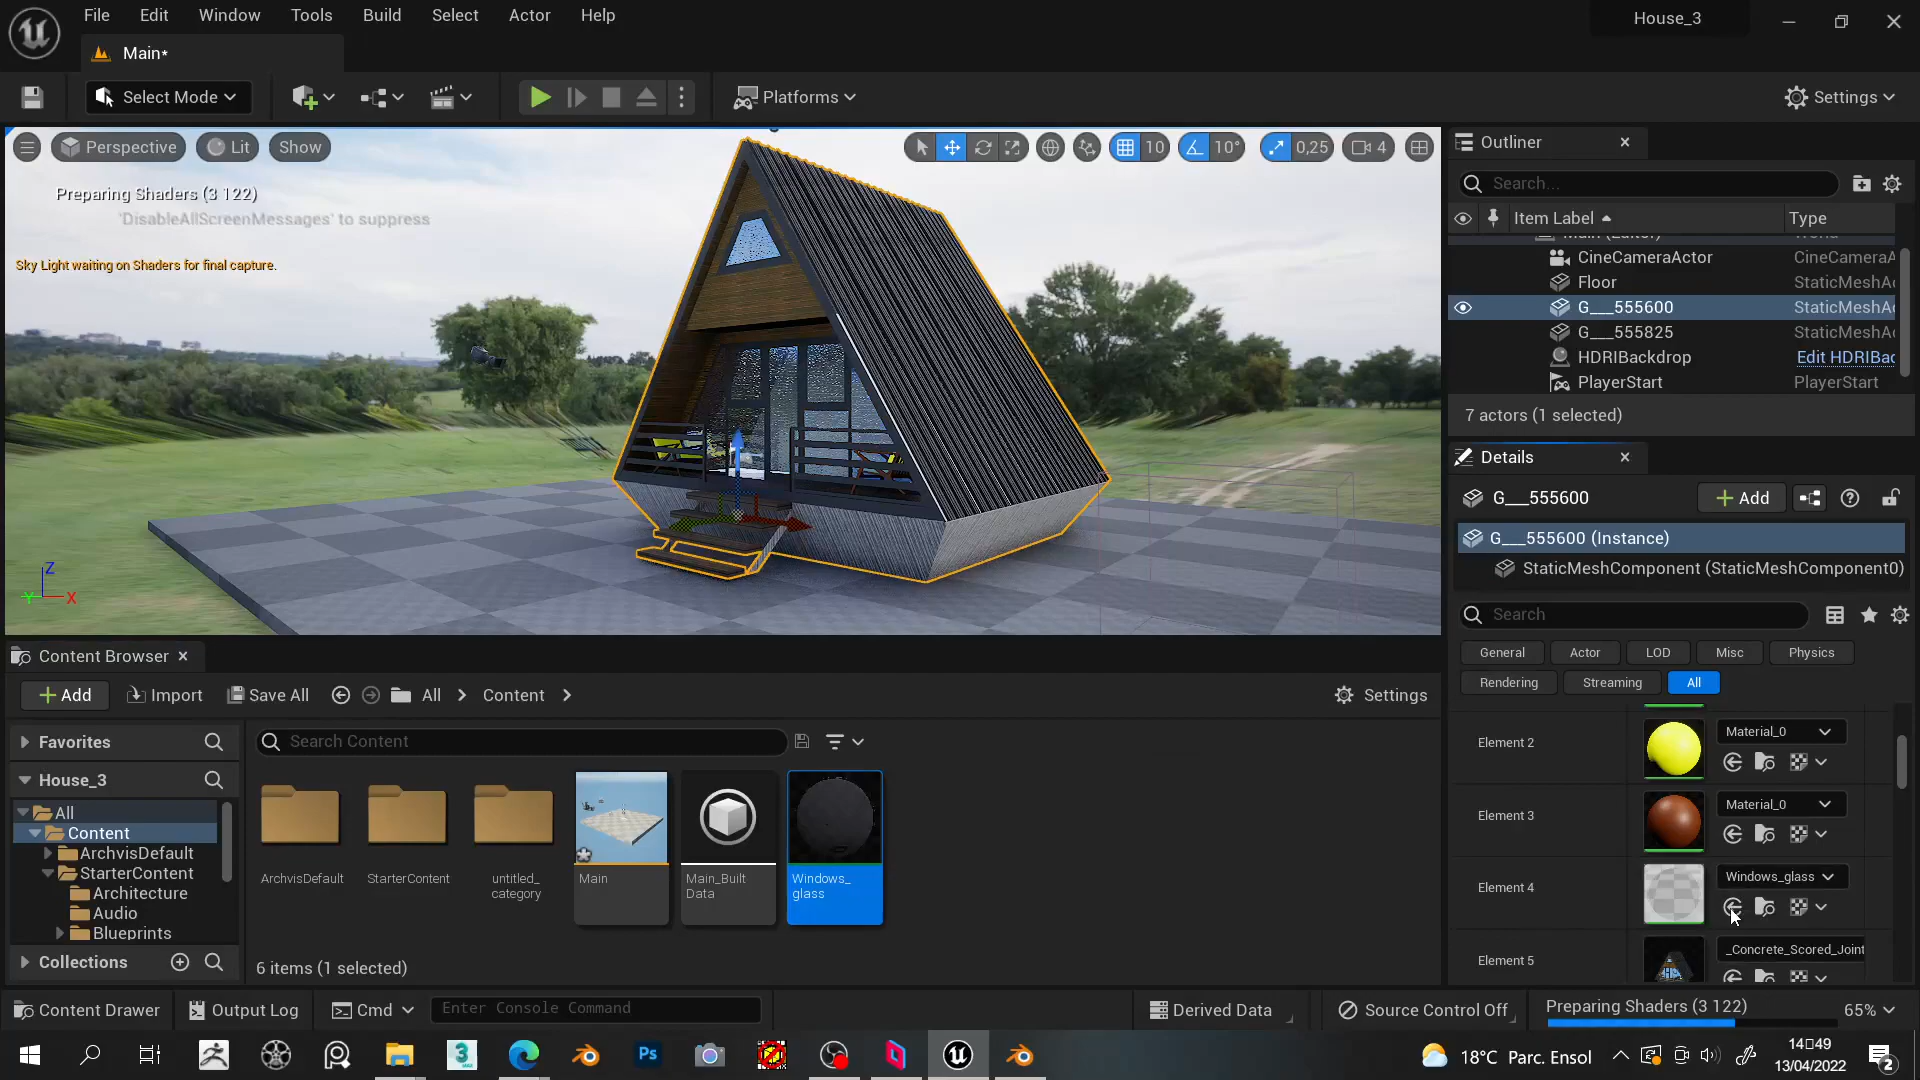 File Edit Window Tools Build Select Actor Help
House_3
Main*
Select Mode
Platforms
Settings
Perspective
Lit
Show
10
10°
0,25
4
Preparing Shaders (3 122)
'DisableAllScreenMessages' to suppress
Sky Light waiting on Shaders for final capture.
Outliner
Search...
Item Label
Type
CineCameraActor CineCameraA
Floor StaticMeshA
G___555600 StaticMeshA
G___555825 StaticMeshA
HDRIBackdrop Edit HDRIBac
PlayerStart PlayerStart
7 actors (1 selected)
Details
G___555600
Add
G___555600 (Instance)
StaticMeshComponent (StaticMeshComponent0)
Search
General Actor LOD Misc Physics
Rendering Streaming All
Element 2
Material_0
Element 3
Material_0
Element 4
Windows_glass
Element 5
_Concrete_Scored_Joint
Content Browser
Add
Import
Save All
All
Content
Settings
Favorites
Search Content
House_3
All
Content
ArchvisDefault
StarterContent
Architecture
Audio
Blueprints
Collections
ArchvisDefault
StarterContent
untitled_
category
Main
Main_Built
Data
Windows_
glass
6 items (1 selected)
Content Drawer
Output Log
Cmd
Enter Console Command
Derived Data
Source Control Off
Preparing Shaders (3 122)
65%
Ps
3
18°C Parc. Ensol
14:49
13/04/2022
2